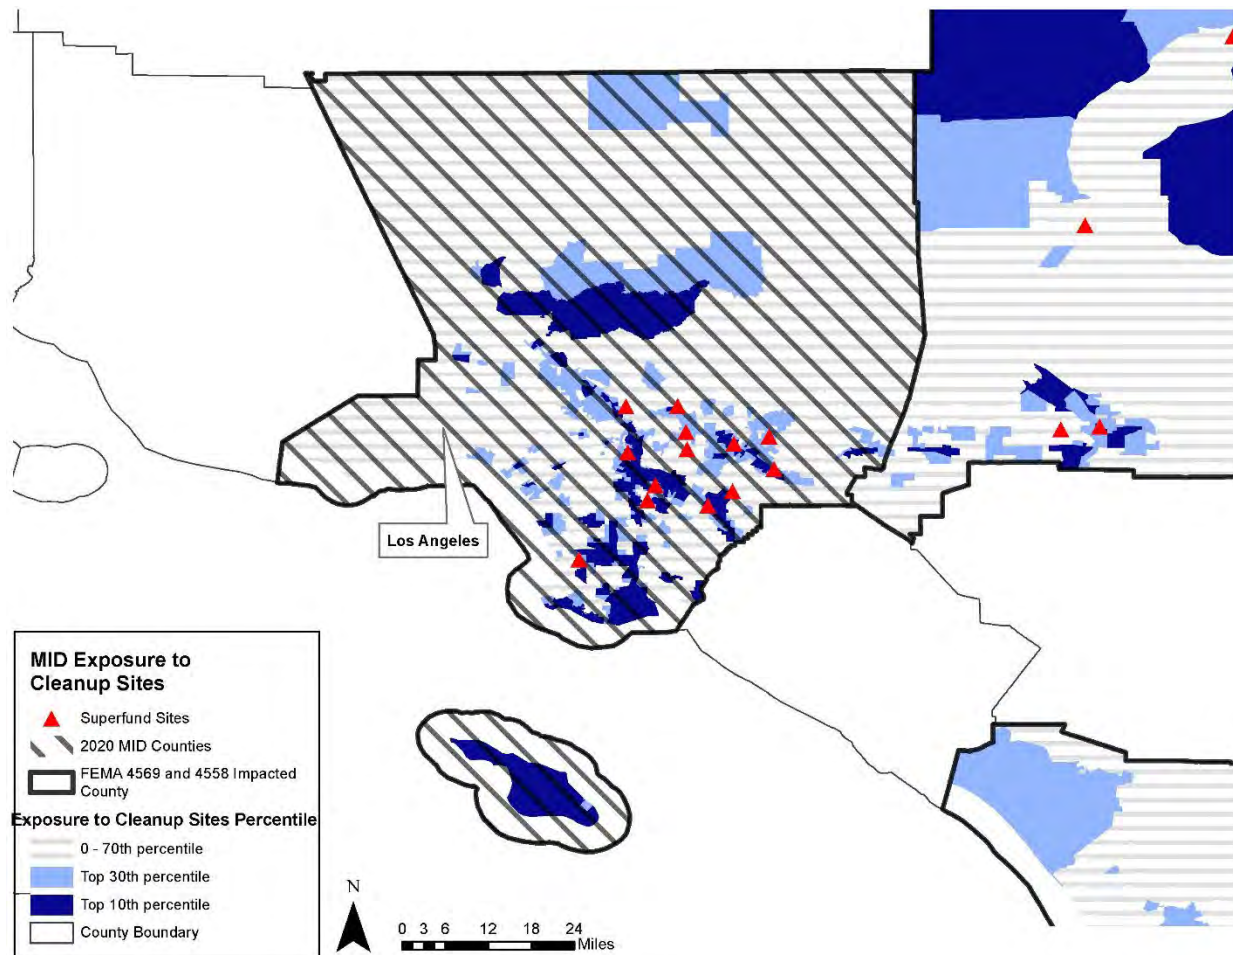 Los Angeles
MID Exposure to
Cleanup Sites
Superfund Sites
2020 MID Counties
FEMA 4569 and 4558 Impacted
County
Exposure to Cleanup Sites Percentile
0 - 70th percentile
Top 30th percentile
Top 10th percentile
County Boundary
N
0 3 6 12 18 24
Miles